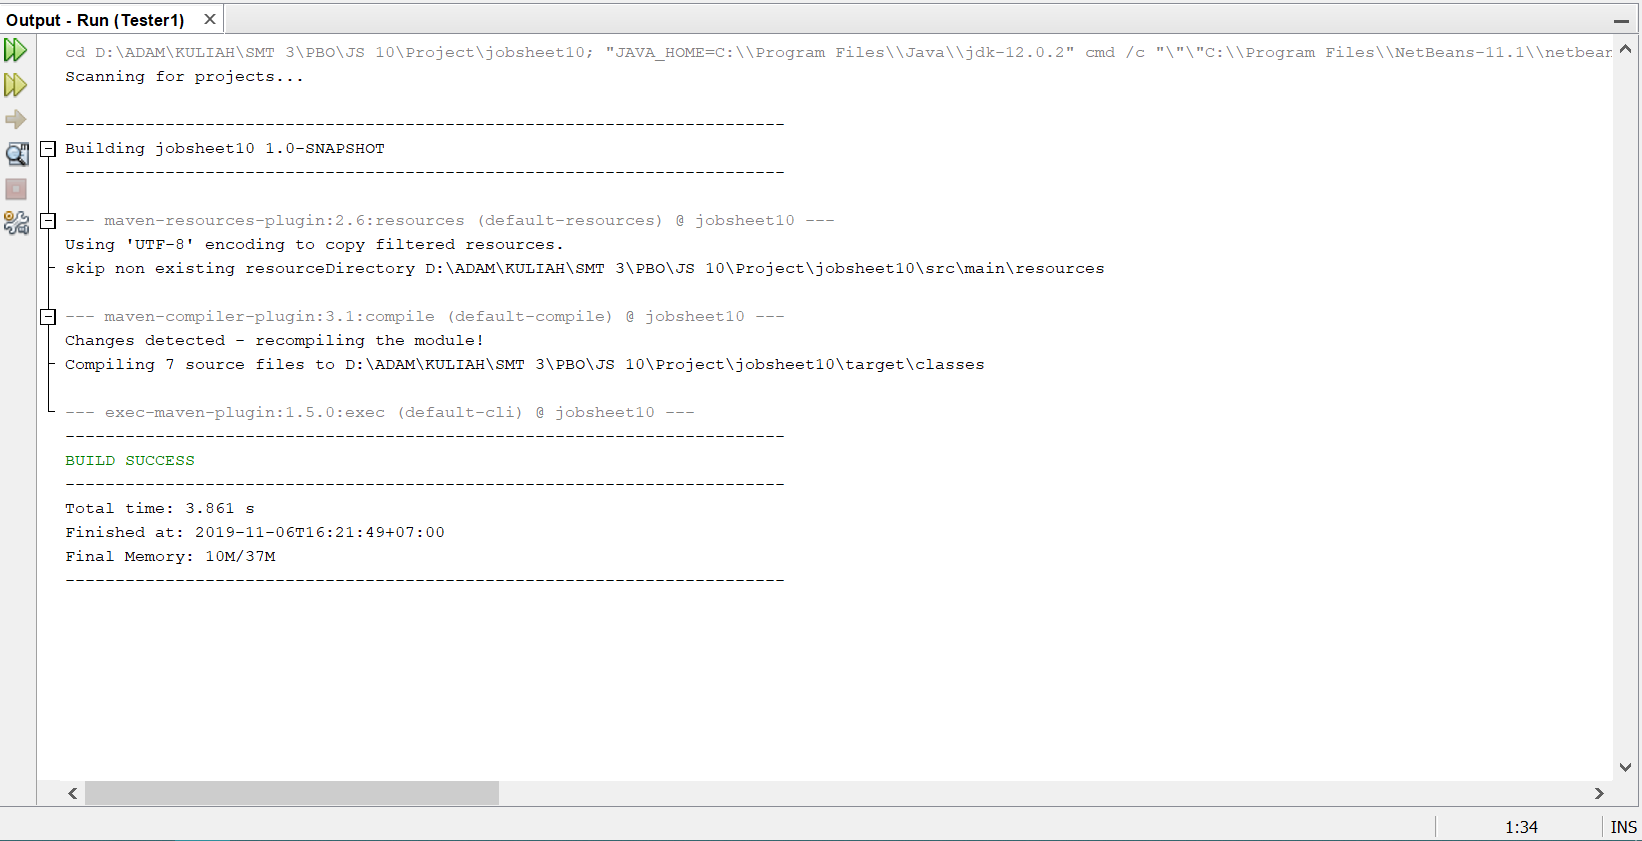 Output - Run (Tester1)
cd D:\ADAM\KULIAH\SMT 3\PBO\JS 10\Project\jobsheet10; "JAVA_HOME=C:\\Program Files\\Java\\jdk-12.0.2" cmd /c "\"\"C:\\Program Files\\NetBeans-11.1\\netbean
Scanning for projects...
------------------------------------------------------------------------
Building jobsheet10 1.0-SNAPSHOT
------------------------------------------------------------------------
--- maven-resources-plugin:2.6:resources (default-resources) @ jobsheet10 ---
Using 'UTF-8' encoding to copy filtered resources.
skip non existing resourceDirectory D:\ADAM\KULIAH\SMT 3\PBO\JS 10\Project\jobsheet10\src\main\resources
--- maven-compiler-plugin:3.1:compile (default-compile) @ jobsheet10 ---
Changes detected - recompiling the module!
Compiling 7 source files to D:\ADAM\KULIAH\SMT 3\PBO\JS 10\Project\jobsheet10\target\classes
--- exec-maven-plugin:1.5.0:exec (default-cli) @ jobsheet10 ---
------------------------------------------------------------------------
BUILD SUCCESS
------------------------------------------------------------------------
Total time: 3.861 s
Finished at: 2019-11-06T16:21:49+07:00
Final Memory: 10M/37M
------------------------------------------------------------------------
1:34 INS